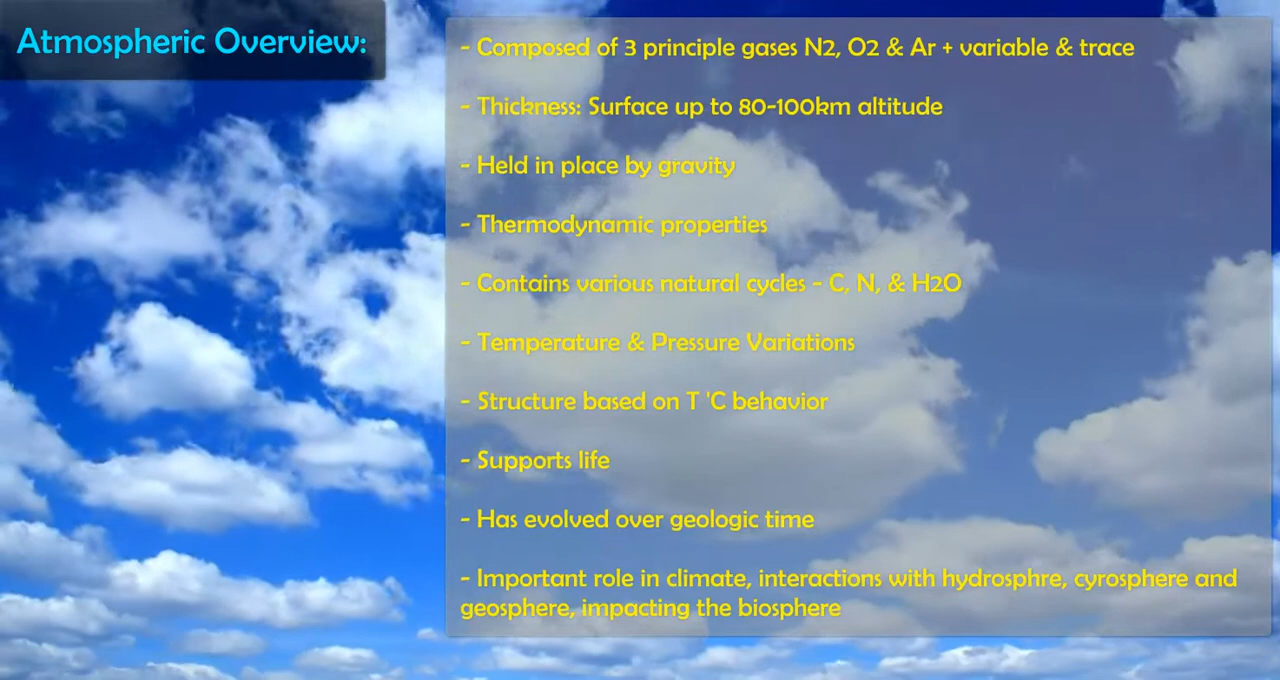 Atmospheric Overview:
- Composed of 3 principle gases N2, O2 & Ar + variable & trace
- Thickness: Surface up to 80-100km altitude
- Held in place by gravity
- Thermodynamic properties
- Contains various natural cycles - C, N, & H2O
- Temperature & Pressure Variations
- Structure based on T 'C behavior
- Supports life
- Has evolved over geologic time
- Important role in climate, interactions with hydrosphre, cyrosphere and
geosphere, impacting the biosphere